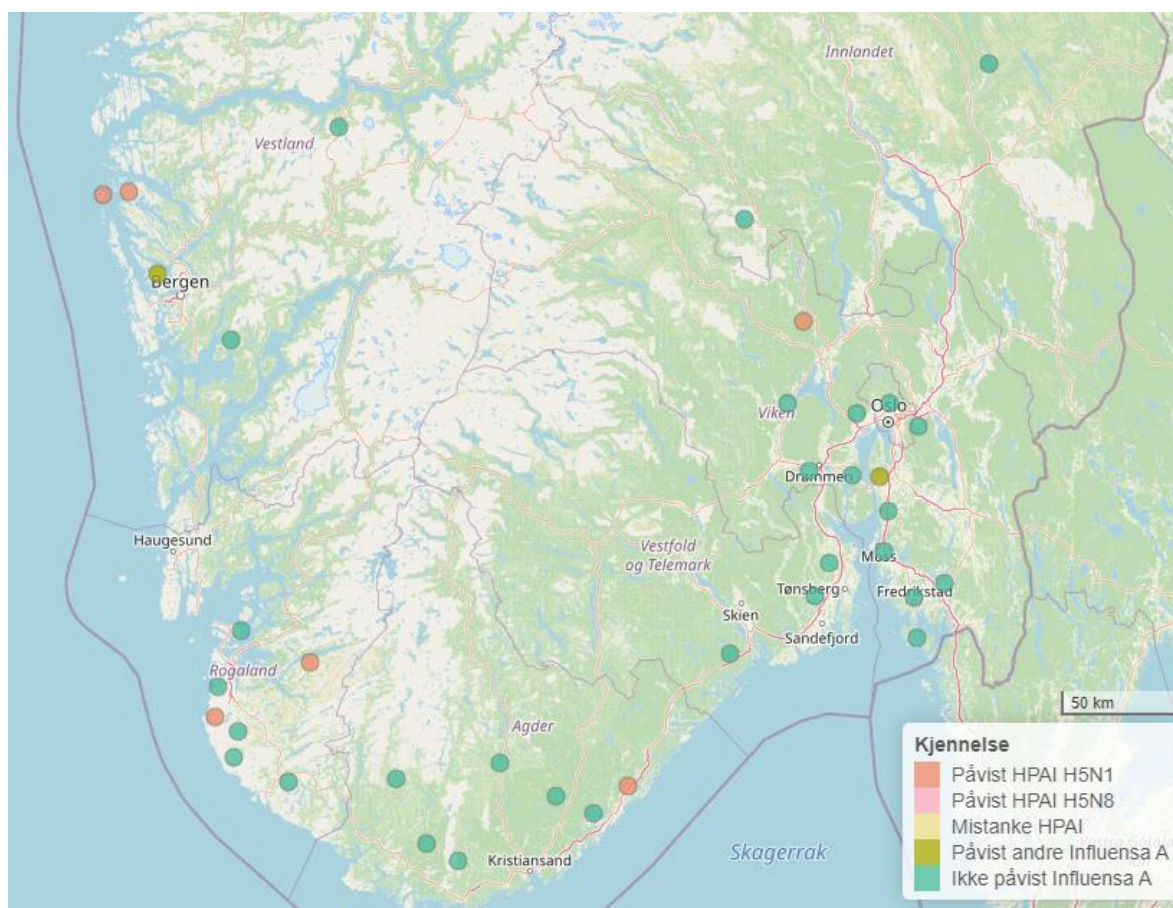 Innlandet
Vestland
Bergen
Oslo
Viken
Drammen
Haugesund
Vestfold
og Telemark
Moss
Tønsberg
Fredrikstad
Skien
Sandefjord
Rogaland
50 km
Agder
Kristiansand
Skagerrak
Kjennelse
Påvist HPAI H5N1
Påvist HPAI H5N8
Mistanke HPAI
Påvist andre Influensa A
Ikke påvist Influensa A